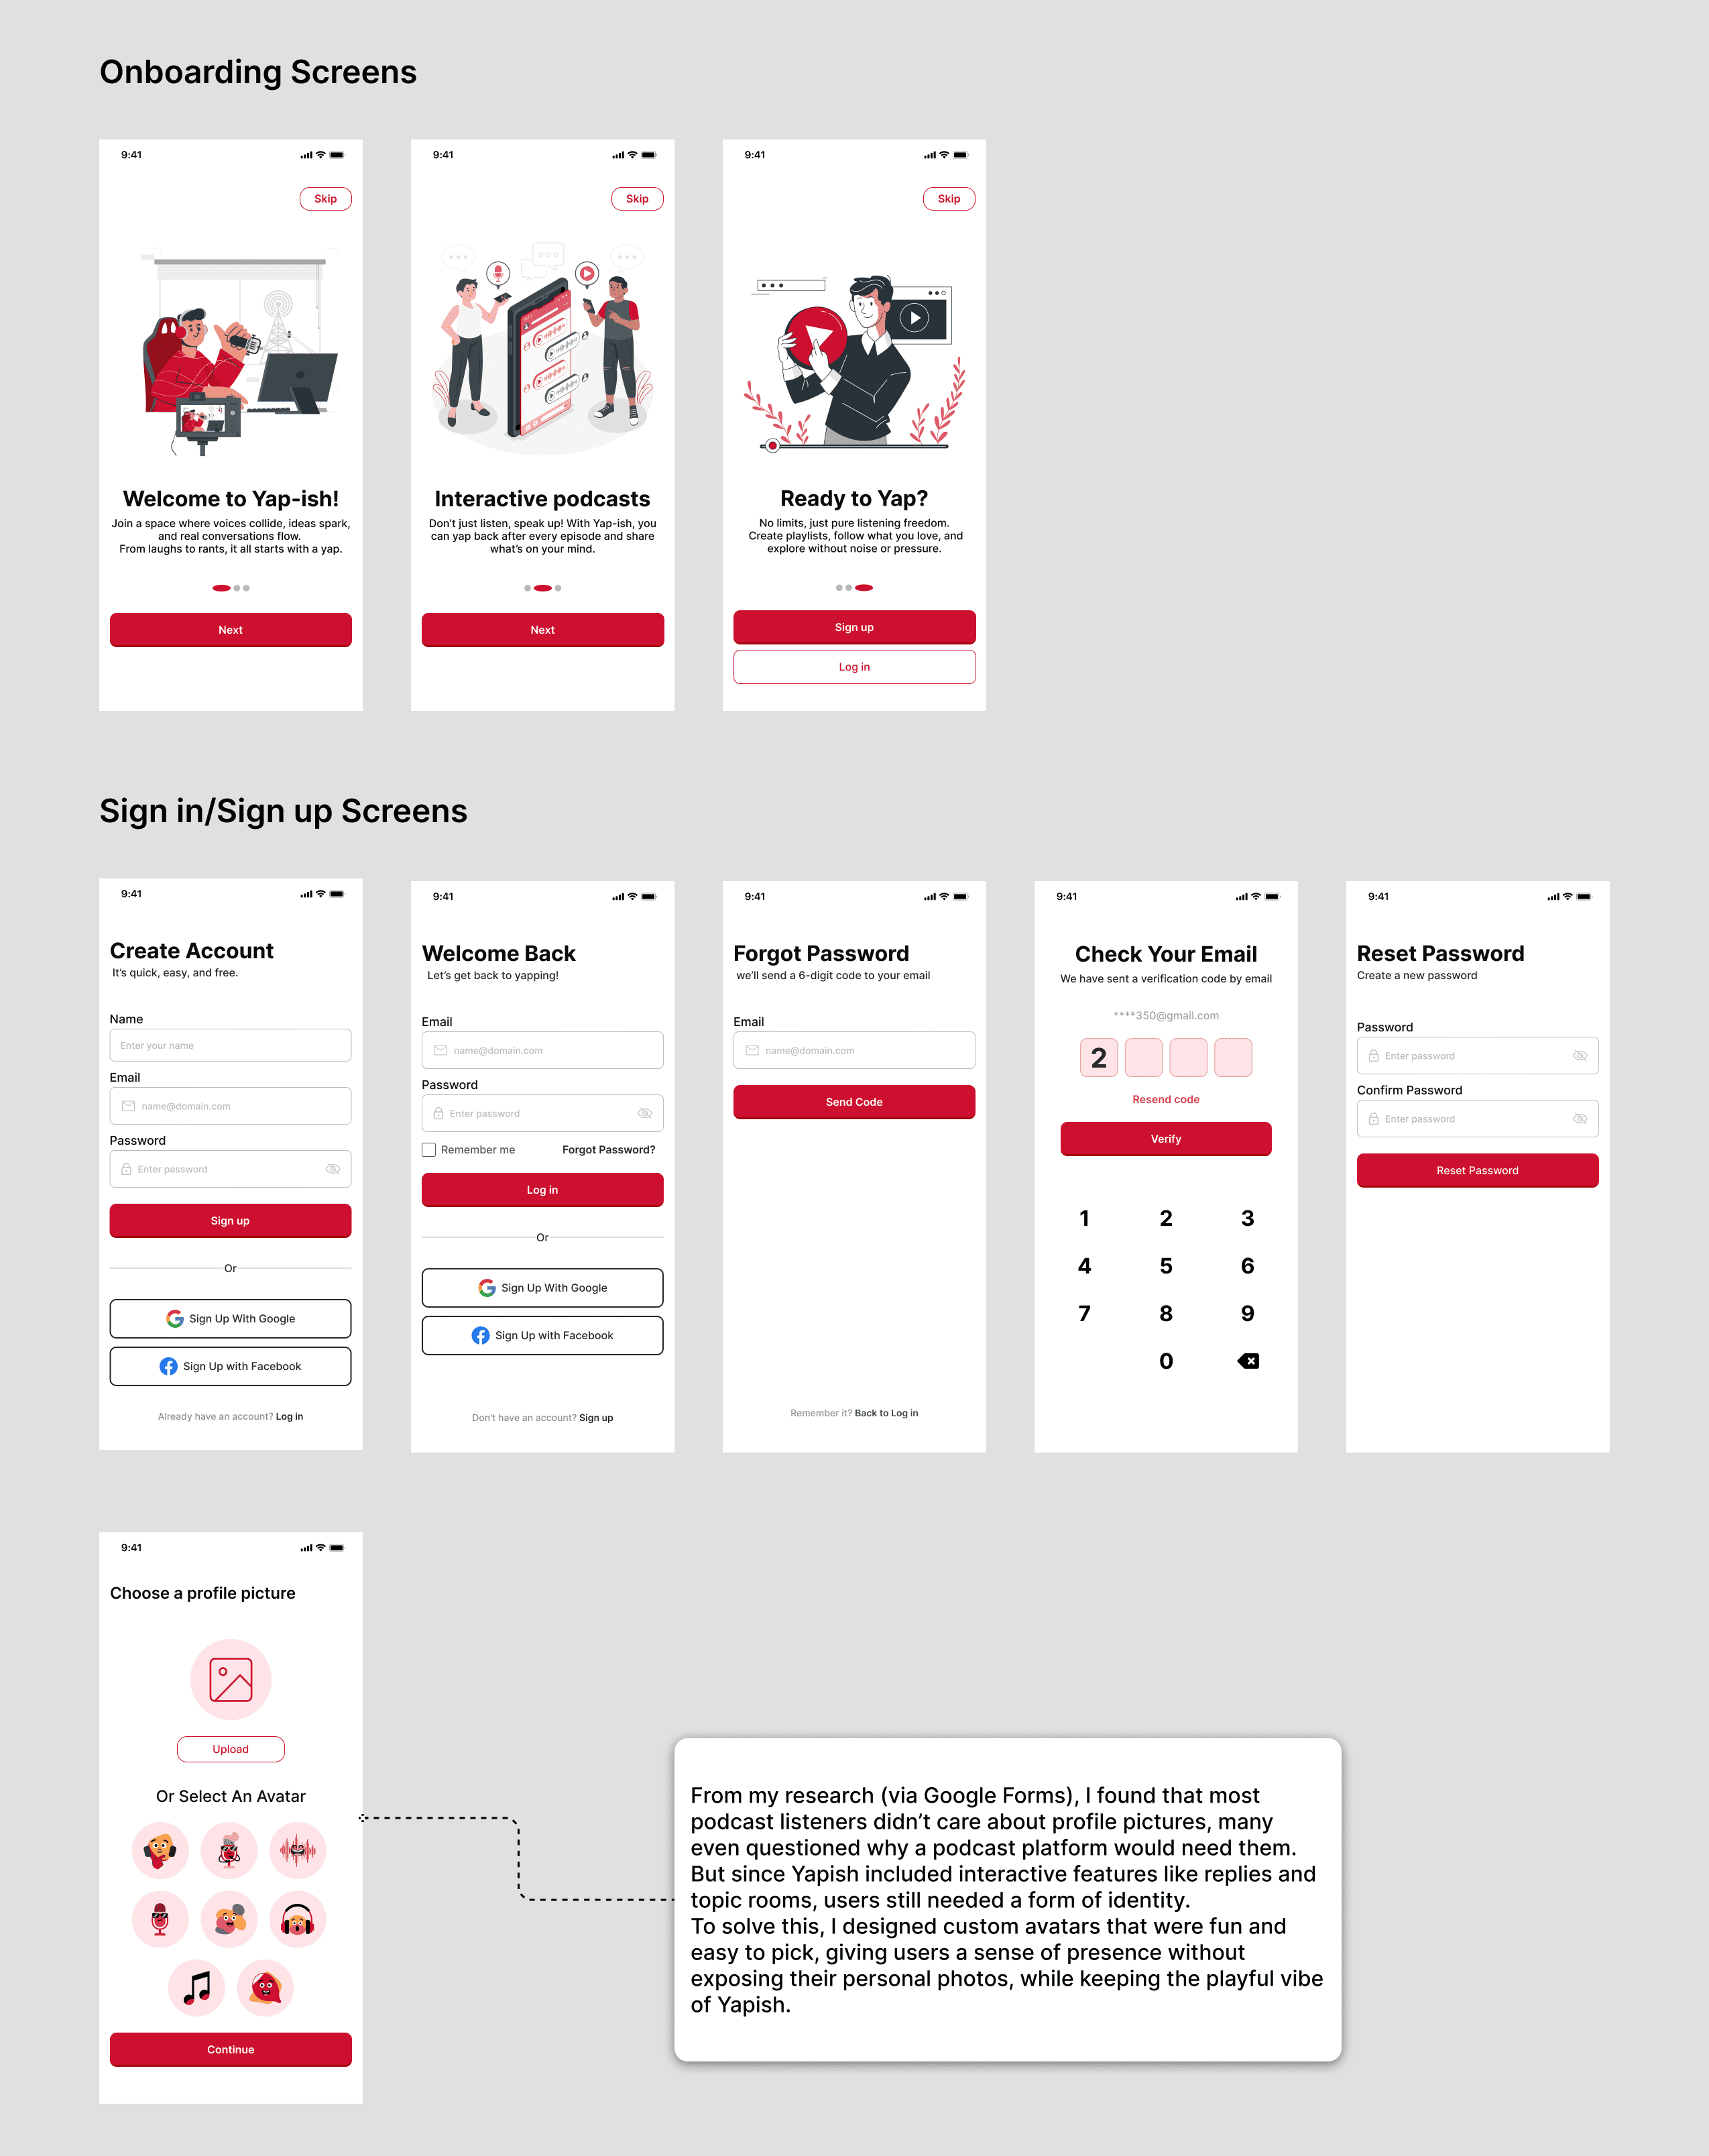 Onboarding Screens
9:41
Skip
Welcome to Yap-ish!
Join a space where voices collide, ideas spark,
and real conversations flow.
From laughs to rants, it all starts with a yap.
Next
9:41
Skip
Interactive podcasts
Don't just listen, speak up! With Yap-ish, you
can yap back after every episode and share
what's on your mind.
Next
9:41
Skip
Ready to Yap?
No limits, just pure listening freedom.
Create playlists, follow what you love, and
explore without noise or pressure.
Sign up
Log in
Sign in/Sign up Screens
9:41
Create Account
It's quick, easy, and free.
Name
Enter your name
Email
name@domain.com
Password
Enter password
Sign up
Or
Sign Up With Google
Sign Up with Facebook
Already have an account? Log in
9:41
Welcome Back
Let's get back to yapping!
Email
name@domain.com
Password
Enter password
Remember me Forgot Password?
Log in
Or
Sign Up With Google
Sign Up with Facebook
Don't have an account? Sign up
9:41
Forgot Password
we'll send a 6-digit code to your email
Email
name@domain.com
Send Code
Remember it? Back to Log in
9:41
Check Your Email
We have sent a verification code by email
****350@gmail.com
2
Resend code
Verify
1 2 3
4 5 6
7 8 9
0
9:41
Reset Password
Create a new password
Password
Enter password
Confirm Password
Enter password
Reset Password
9:41
Choose a profile picture
Upload
Or Select An Avatar
Continue
From my research (via Google Forms), I found that most
podcast listeners didn't care about profile pictures, many
even questioned why a podcast platform would need them.
But since Yapish included interactive features like replies and
topic rooms, users still needed a form of identity.
To solve this, I designed custom avatars that were fun and
easy to pick, giving users a sense of presence without
exposing their personal photos, while keeping the playful vibe
of Yapish.